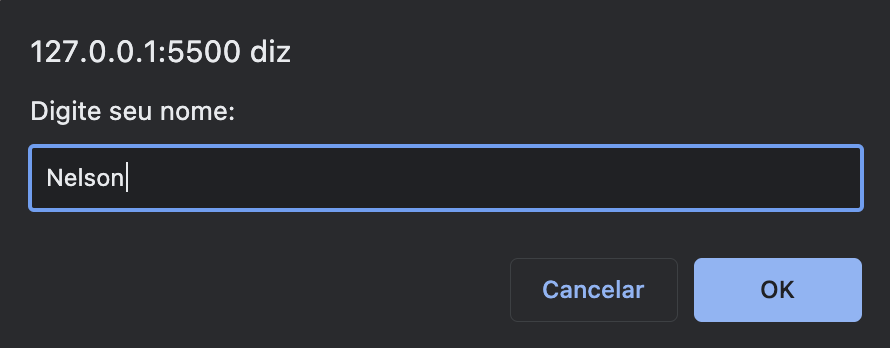 127.0.0.1:5500 diz
Digite seu nome:
Nelson
Cancelar
OK